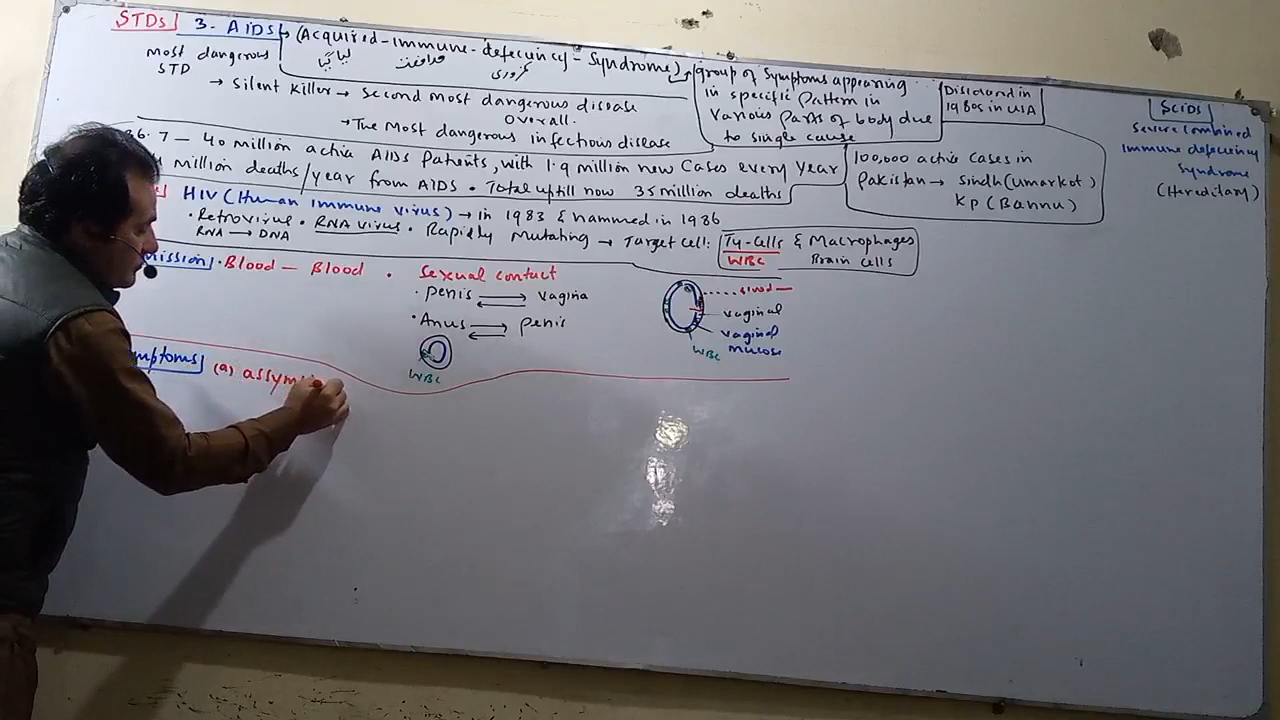 STDs 3. AIDS → (Acquired-immune-defeciency-Syndrome)
لیا گیا مدافعت کمزوری
Most dangerous
STD
→ Silent Killer → Second most dangerous disease
overall.
→ The Most dangerous infectious disease
group of Symptoms appearing
in specific Pattern in
Various Parts of body due
to single cause
in
1980s in USA
SCIDS
Severe Combined
Immune defeciency
Syndrome
(Hereditary)
36.7 – 40 million active AIDS Patients, with 1.9 million new Cases every year
million deaths/year from AIDS • Total uptill now 35 million deaths
100,000 active cases in
Pakistan → Sindh (Umarkot)
KP (Bannu)
HIV (Human immune virus) → in 1983 & nammed in 1986
• Retrovirus • RNA virus • Rapidly Mutating → Target cell: T4-Cells & Macrophages
RNA → DNA WBC Brain cells
mission • Blood – Blood • Sexual contact
• Penis vagina
• Anus penis
WBC
Blood
vaginal
vaginal
mucosa
WBC
mptoms (a) assym